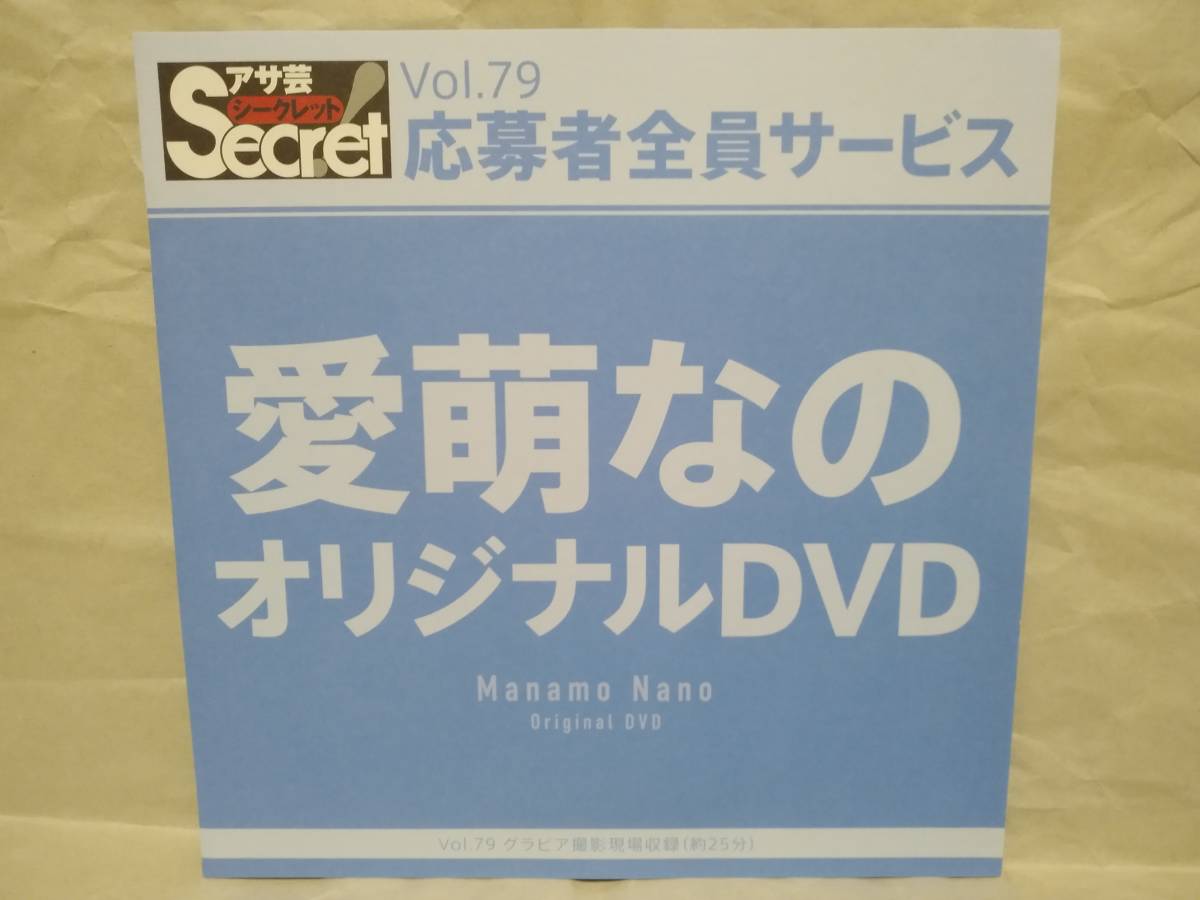 アサ芸
シークレット!
Secret!
Vol.79
応募者全員サービス
愛萌なの
オリジナルDVD
Manamo Nano
Original DVD
Vol.79 グラビア撮影現場収録(約25分)